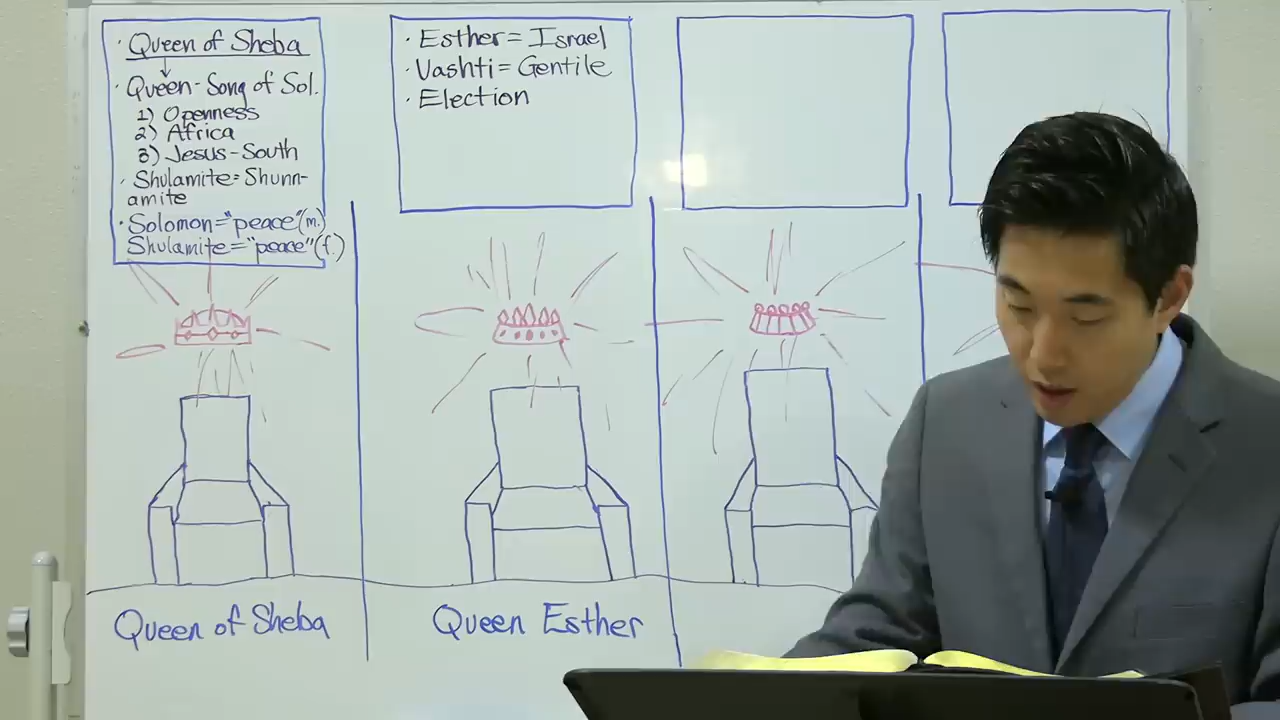 · Queen of Sheba
· Queen-Song of Sol.
1) Openness
2) Africa
3) Jesus-South
· Shulamite=Shunn-
amite
· Solomon="peace"(m.)
Shulamite="peace"(f.)
· Esther=Israel
· Vashti=Gentile
· Election
Queen of Sheba
Queen Esther